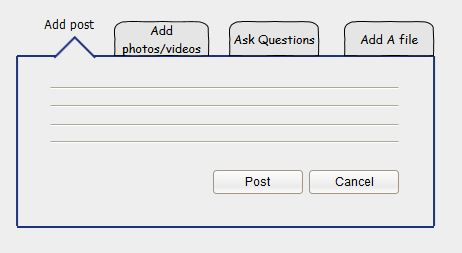 Add post
Add
photos/videos
Ask Questions
Add A file
Post
Cancel